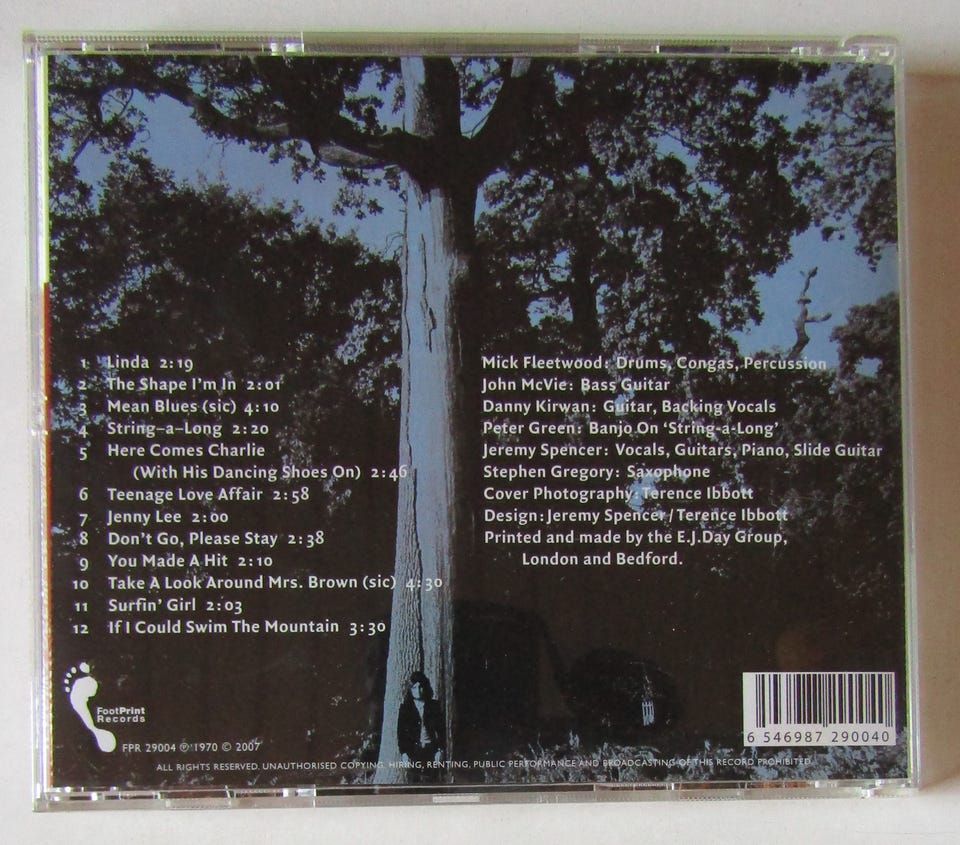 1 Linda 2:19
2 The Shape I'm In 2:01
3 Mean Blues (sic) 4:10
4 String–a–Long 2:20
5 Here Comes Charlie
(With His Dancing Shoes On) 2:46
6 Teenage Love Affair 2:58
7 Jenny Lee 2:00
8 Don't Go, Please Stay 2:38
9 You Made A Hit 2:10
10 Take A Look Around Mrs. Brown (sic) 4:30
11 Surfin' Girl 2:03
12 If I Could Swim The Mountain 3:30
Mick Fleetwood: Drums, Congas, Percussion
John McVie: Bass Guitar
Danny Kirwan: Guitar, Backing Vocals
Peter Green: Banjo On ‘String-a-Long’
Jeremy Spencer: Vocals, Guitars, Piano, Slide Guitar
Stephen Gregory: Saxophone
Cover Photography: Terence Ibbott
Design: Jeremy Spencer / Terence Ibbott
Printed and made by the E.J.Day Group,
London and Bedford.
FootPrint
Records
FPR 29004 ℗ 1970 © 2007
6 546987 290040
ALL RIGHTS RESERVED. UNAUTHORISED COPYING, HIRING, RENTING, PUBLIC PERFORMANCE AND BROADCASTING OF THIS RECORD PROHIBITED